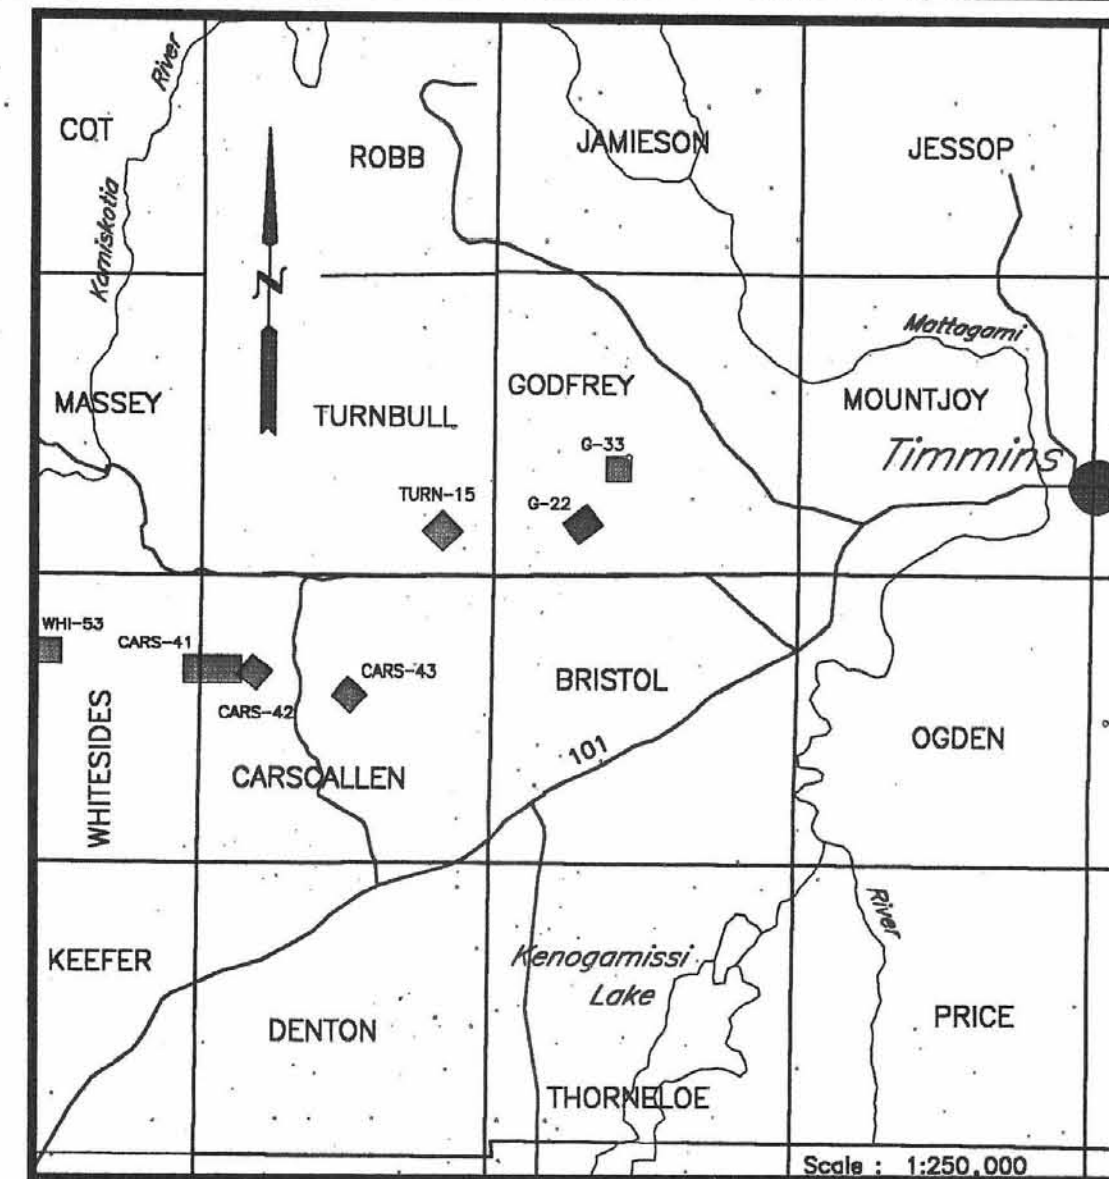 River
COT
ROBB
JAMIESON
JESSOP
Kamiskotia
N
Mattagami
MASSEY
TURNBULL
GODFREY
MOUNTJOY
Timmins
G-33
TURN-15
G-22
WHI-53
CARS-41
CARS-43
CARS-42
BRISTOL
WHITESIDES
CARSCALLEN
101
OGDEN
River
KEEFER
Kenogamissi
Lake
DENTON
PRICE
THORNELOE
Scale : 1:250,000